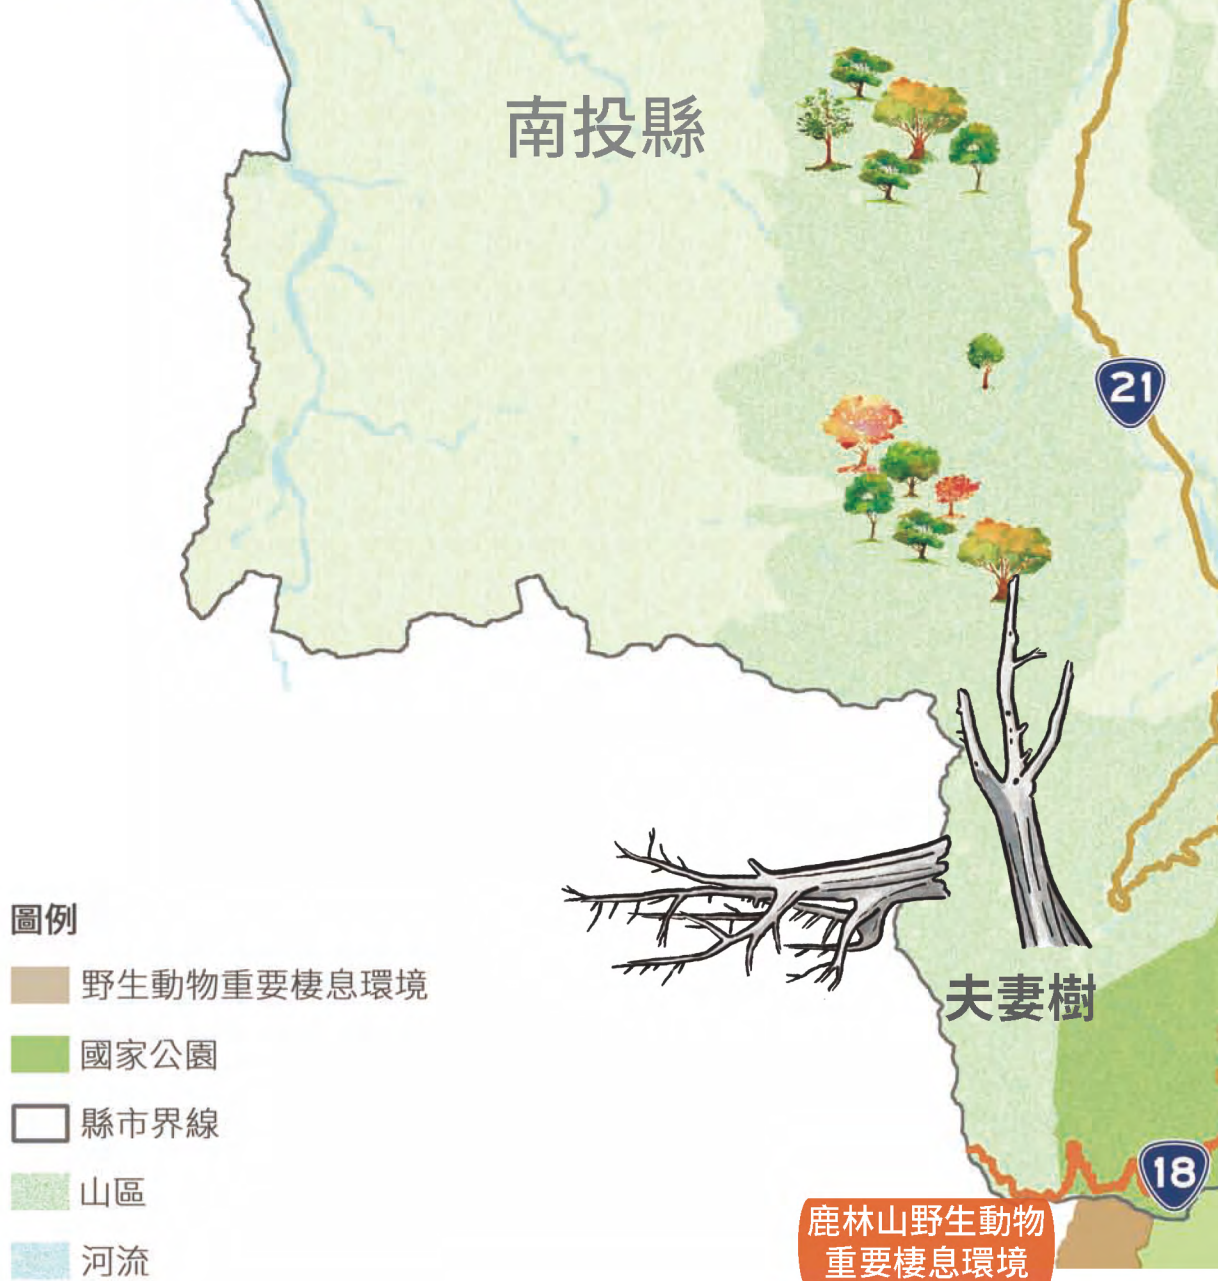 南投縣
21
夫妻樹
圖例
野生動物重要棲息環境
國家公園
縣市界線
山區
河流
18
鹿林山野生動物
重要棲息環境